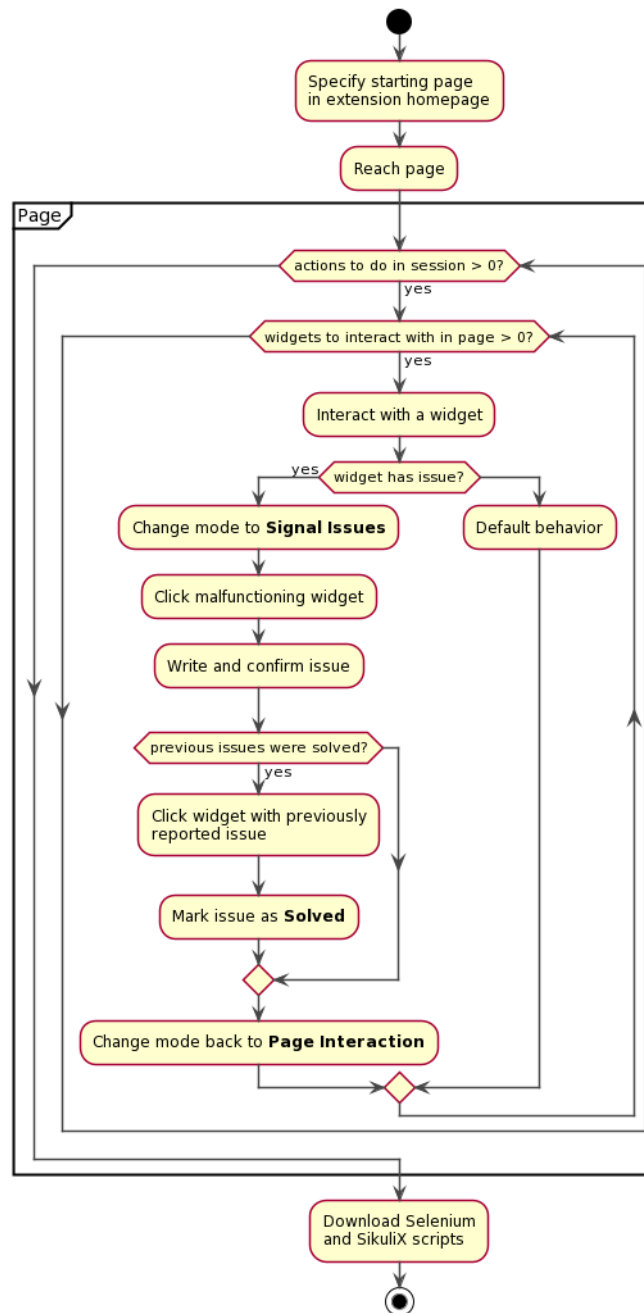 Specify starting page
in extension homepage
Reach page
Page
actions to do in session > 0?
yes
widgets to interact with in page > 0?
yes
Interact with a widget
yes
widget has issue?
Change mode to Signal Issues
Default behavior
Click malfunctioning widget
Write and confirm issue
previous issues were solved?
yes
Click widget with previously
reported issue
Mark issue as Solved
Change mode back to Page Interaction
Download Selenium
and SikuliX scripts